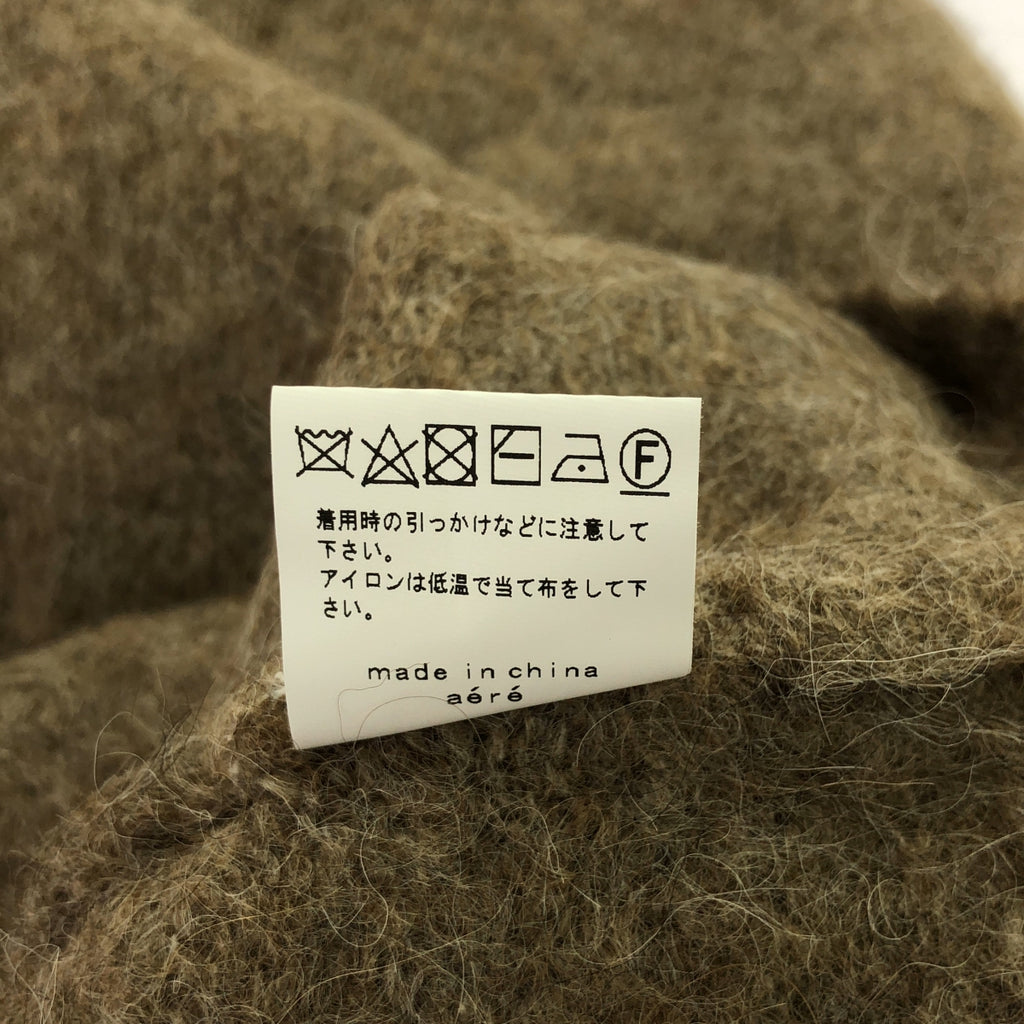 F
着用時の引っかけなどに注意して
下さい。
アイロンは低温で当て布をして下
さい。
made in china
aéré